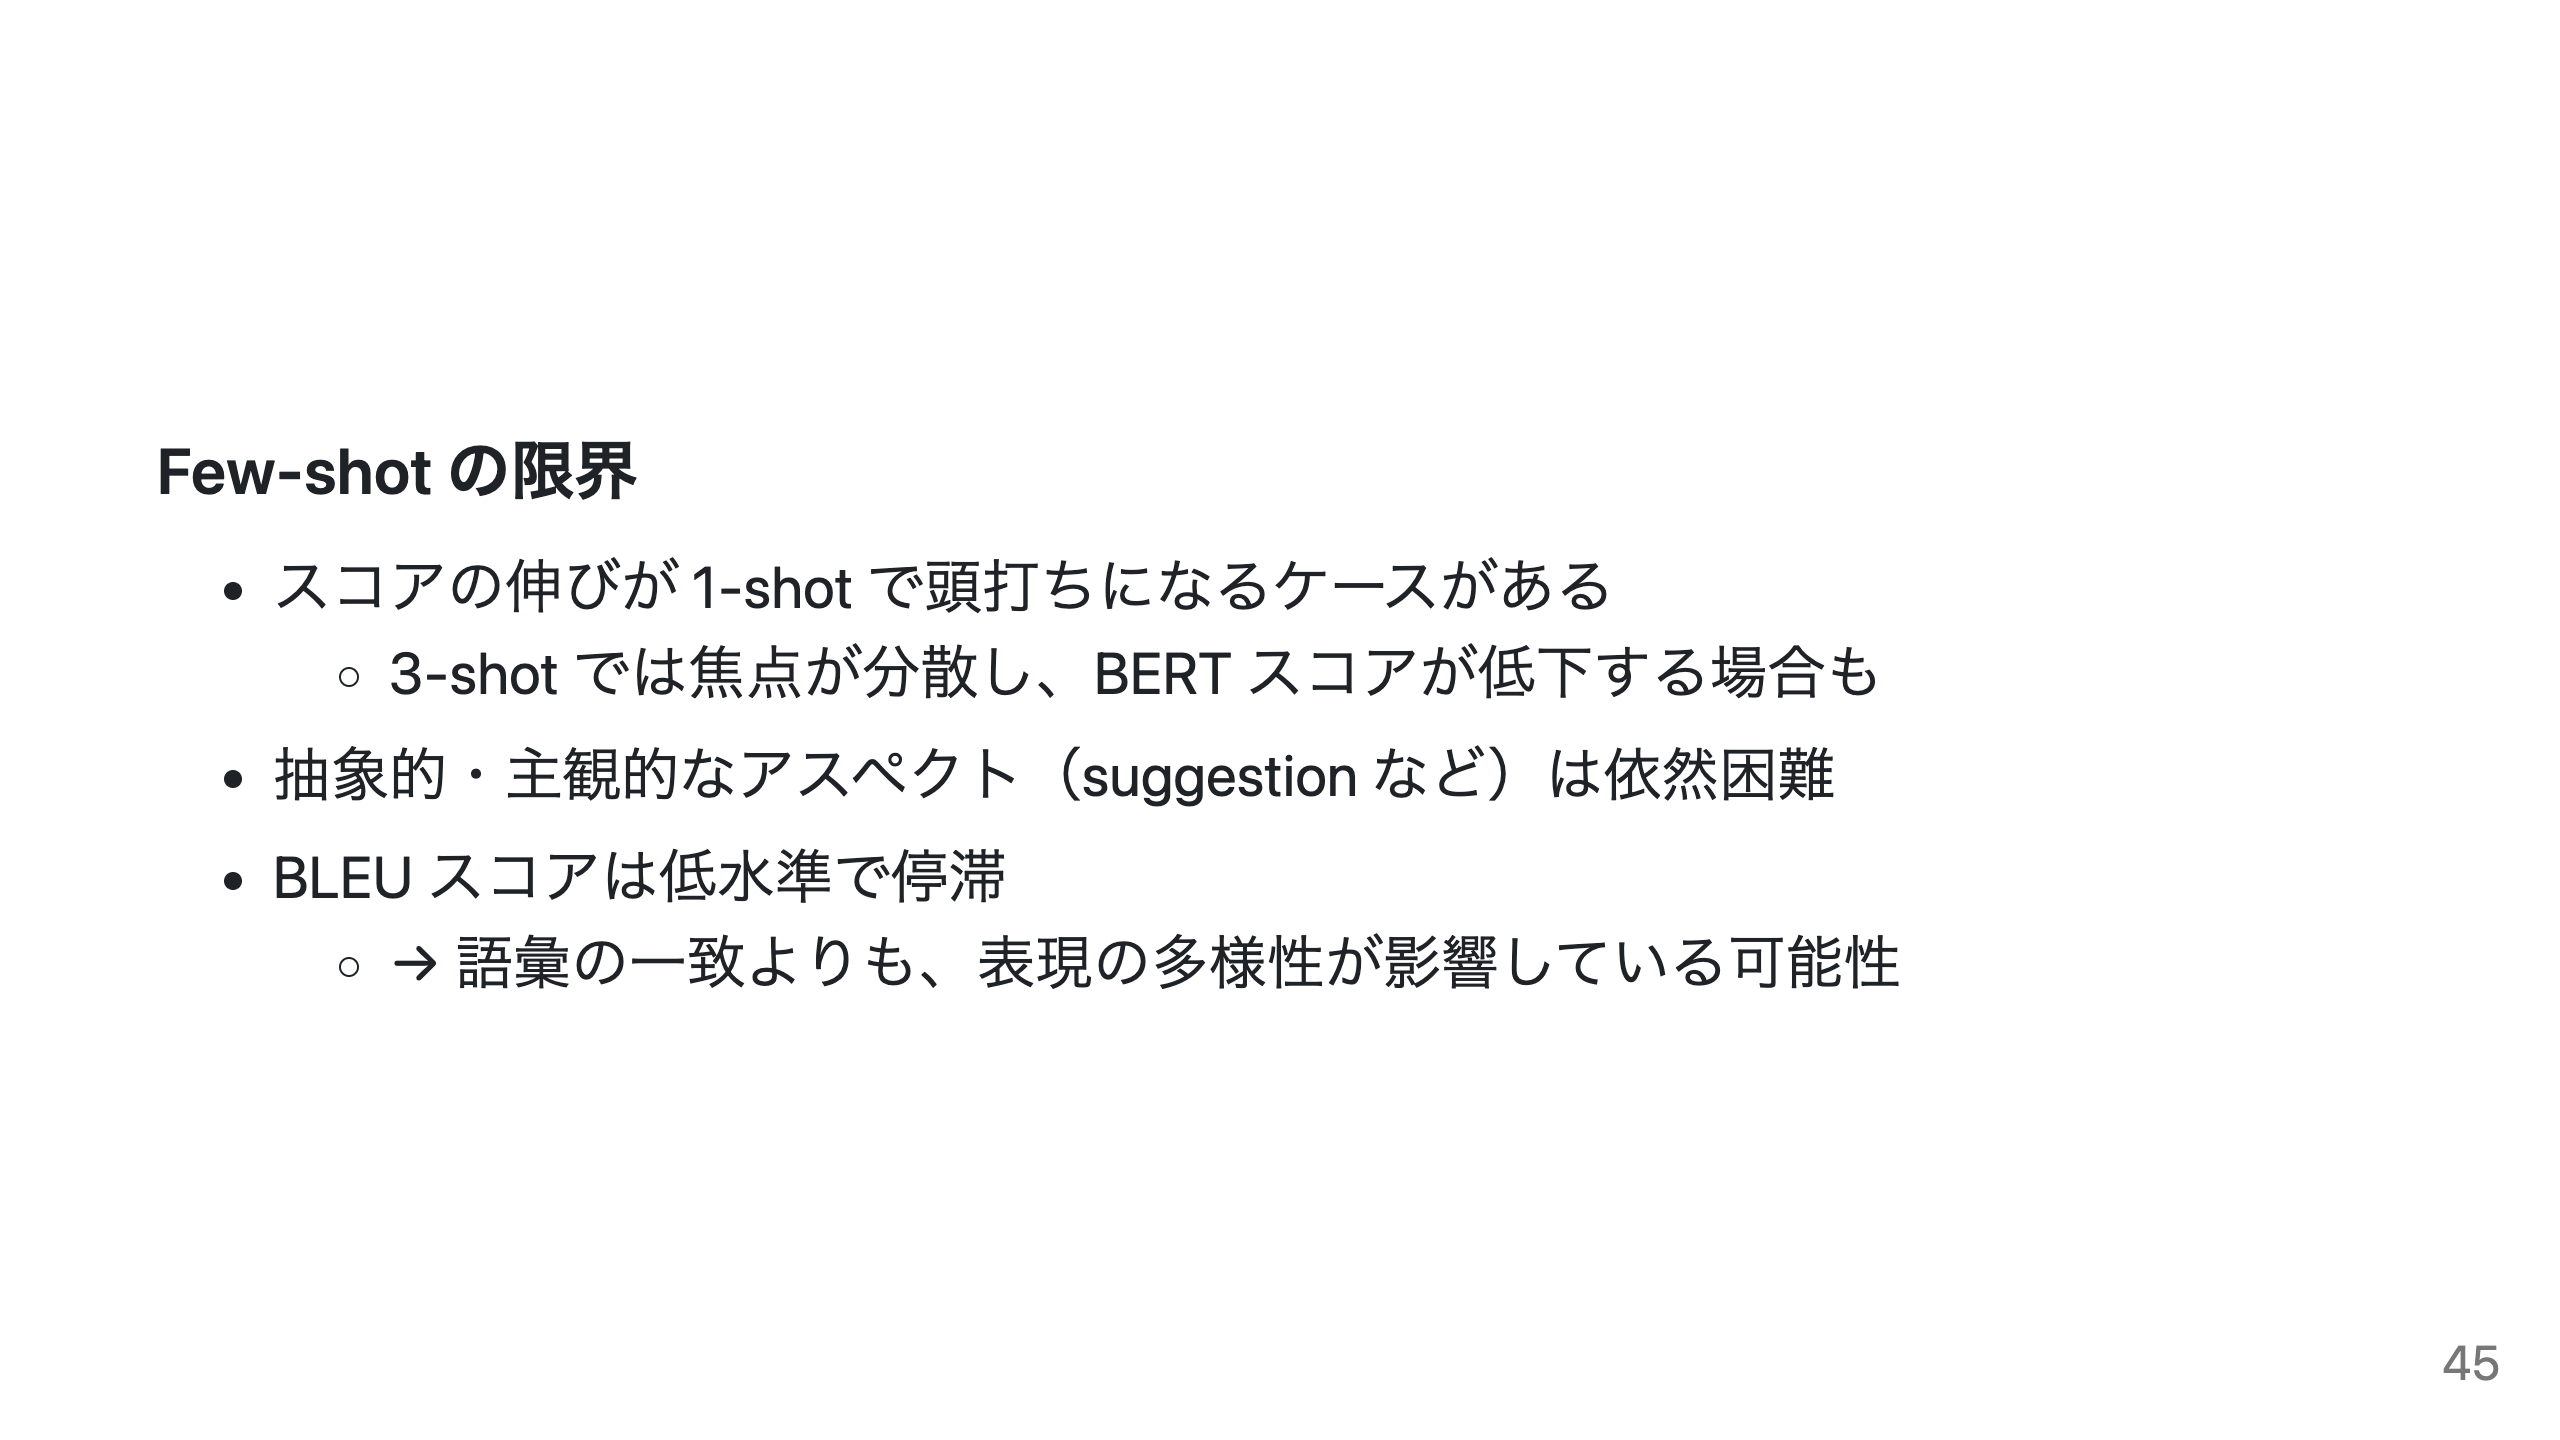 Few-shot の限界
• スコアの伸びが 1-shot で頭打ちになるケースがある
○ 3-shot では焦点が分散し、BERT スコアが低下する場合も
• 抽象的・主観的なアスペクト（suggestion など）は依然困難
• BLEU スコアは低水準で停滞
○ → 語彙の一致よりも、表現の多様性が影響している可能性
45